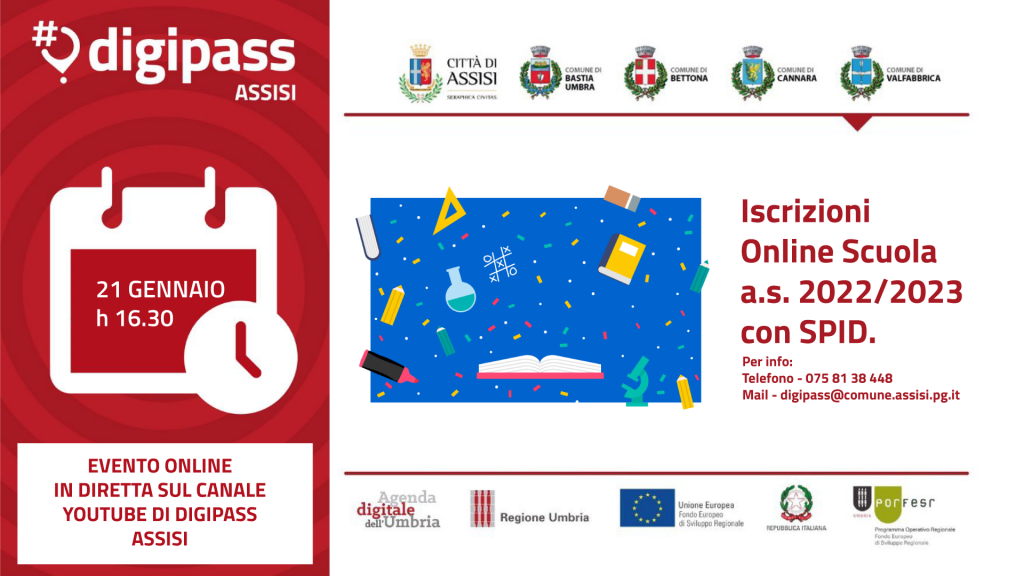 #digipass
ASSISI
21 GENNAIO
h 16.30
EVENTO ONLINE
IN DIRETTA SUL CANALE
YOUTUBE DI DIGIPASS
ASSISI
CITTÀ DI
ASSISI
SERAPHICA CIVITAS
COMUNE DI
BASTIA
UMBRA
COMUNE DI
BETTONA
COMUNE DI
CANNARA
COMUNE DI
VALFABBRICA
Iscrizioni
Online Scuola
a.s. 2022/2023
con SPID.
Per info:
Telefono - 075 81 38 448
Mail - digipass@comune.assisi.pg.it
Agenda
digitale
dell'Umbria
Regione Umbria
Unione Europea
Fondo Europeo
di Sviluppo Regionale
REPUBBLICA ITALIANA
UMBRIA
porfesr
Programma Operativo Regionale
Fondo Europeo
di Sviluppo Regionale